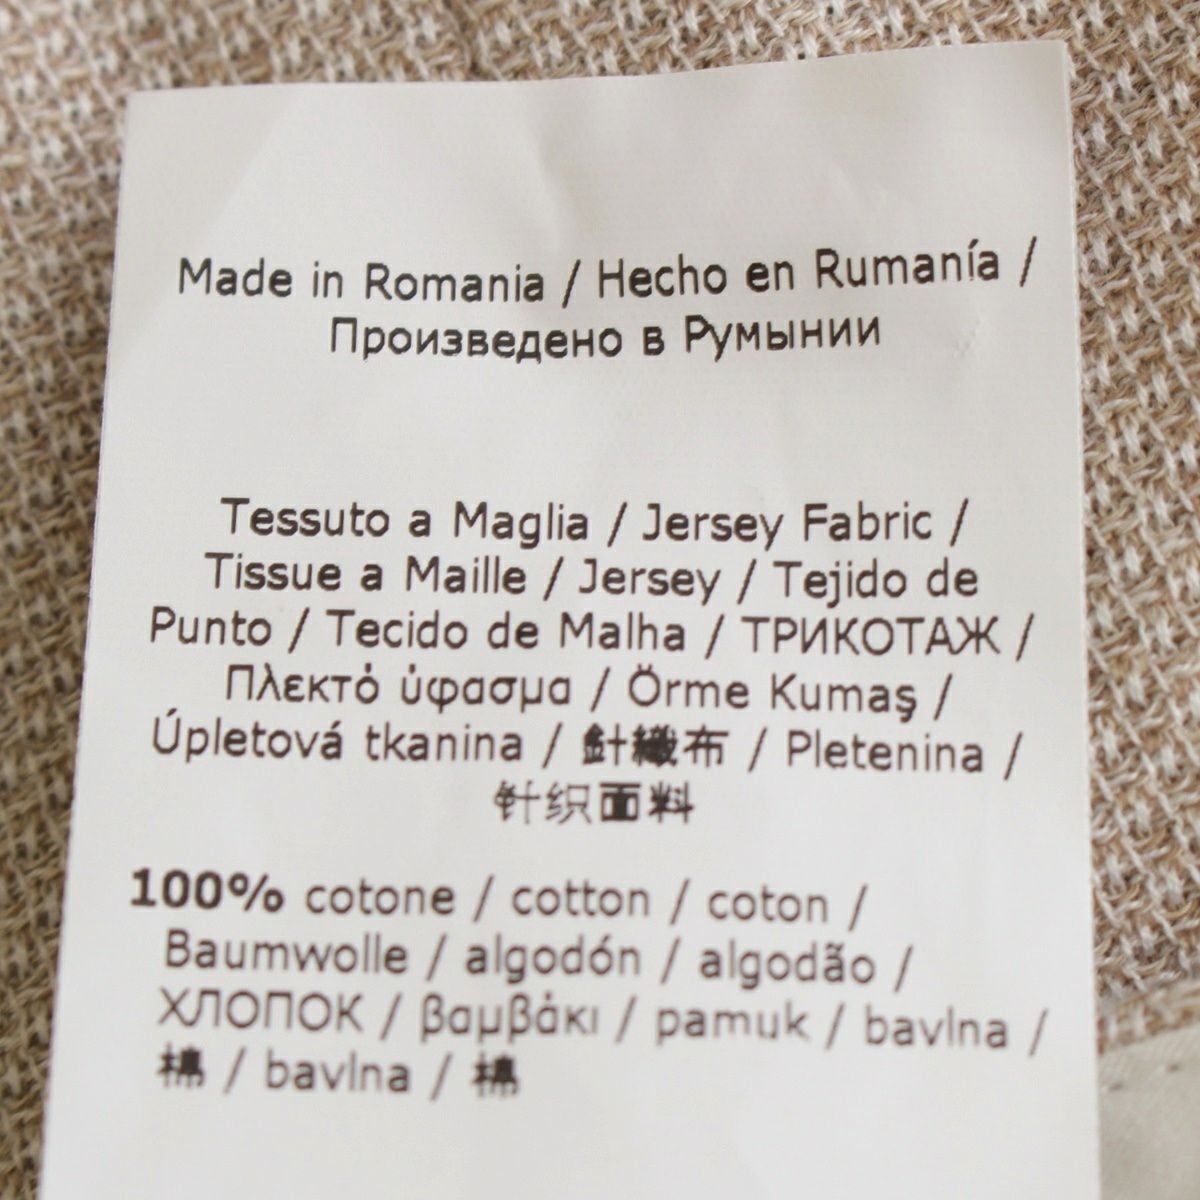 Made in Romania / Hecho en Rumanía /
Произведено в Румынии
Tessuto a Maglia / Jersey Fabric /
Tissue a Maille / Jersey / Tejido de
Punto / Tecido de Malha / ТРИКОТАЖ /
Πλεκτό ύφασμα / Örme Kumaş /
Úpletová tkanina / 針織布 / Pletenina /
针织面料
100% cotone / cotton / coton /
Baumwolle / algodón / algodão /
ХЛОПОК / βαμβάκι / pamuk / bavlna /
棉 / bavlna / 棉